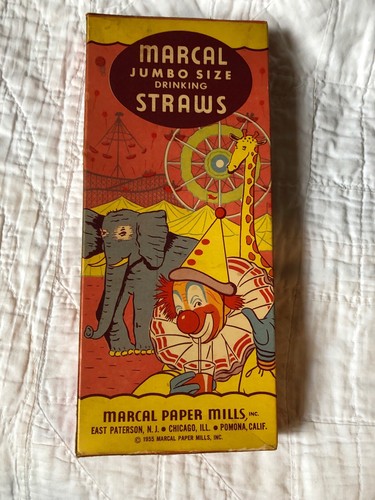 MARCAL
JUMBO SIZE
DRINKING
STRAWS
MARCAL PAPER MILLS, INC.
EAST PATERSON, N. J. • CHICAGO, ILL. • POMONA, CALIF.
© 1955 MARCAL PAPER MILLS, INC.